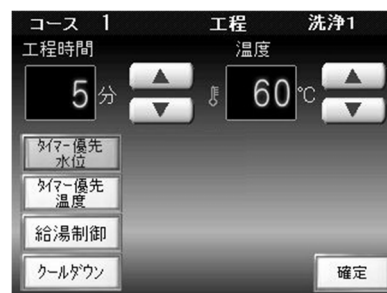 コース 1 工程 洗浄1
工程時間 温度
5 分 60 ℃
タイマー優先
水位
タイマー優先
温度
給湯制御
クールダウン
確定